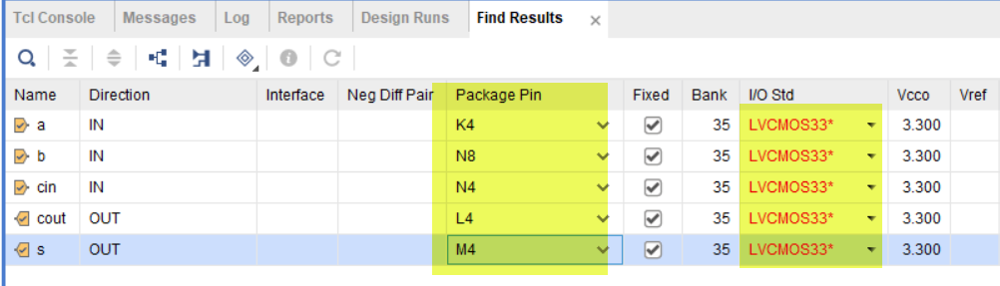 Tcl Console Messages Log Reports Design Runs Find Results ×
Name Direction Interface Neg Diff Pair Package Pin Fixed Bank I/O Std Vcco Vref
a IN K4 35 LVCMOS33* 3.300
b IN N8 35 LVCMOS33* 3.300
cin IN N4 35 LVCMOS33* 3.300
cout OUT L4 35 LVCMOS33* 3.300
s OUT M4 35 LVCMOS33* 3.300